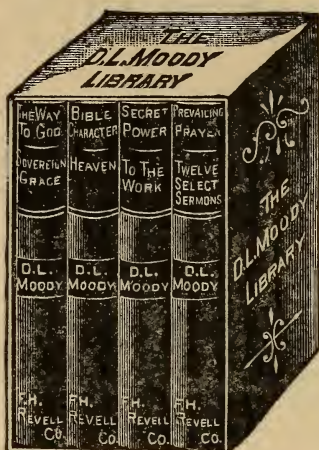 THE
D.L. MOODY
LIBRARY
THE WAY
TO GOD
SOVEREIGN
GRACE
D.L.
MOODY
F.H.
REVELL
CO.
BIBLE
CHARACTER
HEAVEN
D.L.
MOODY
F.H.
REVELL
CO.
SECRET
POWER
TO THE
WORK
D.L.
MOODY
F.H.
REVELL
CO.
PREVAILING
PRAYER
TWELVE
SELECT
SERMONS
D.L.
MOODY
F.H.
REVELL
CO.
THE
D.L. MOODY
LIBRARY